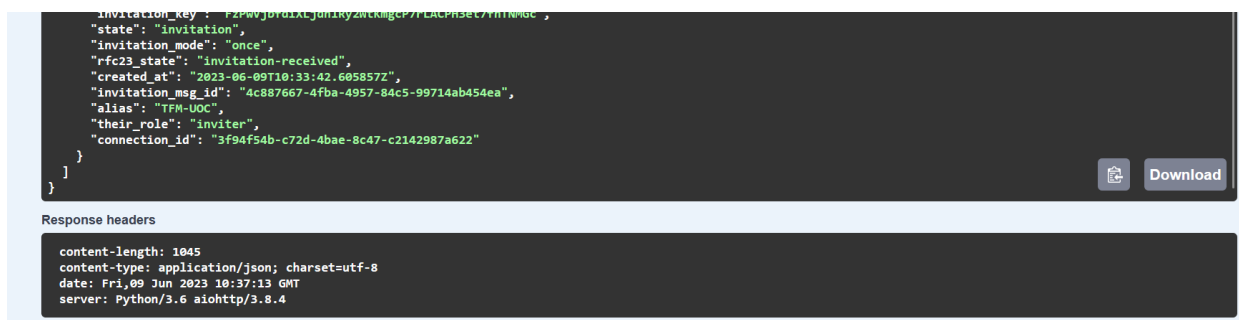 "invitation_key":
"state": "invitation",
"invitation_mode": "once",
"rfc23_state": "invitation-received",
"created_at": "2023-06-09T10:33:42.605857Z",
"invitation_msg_id": "4c887667-4fba-4957-84c5-99714ab454ea",
"alias": "TFM-UOC",
"their_role": "inviter",
"connection_id": "3f94f54b-c72d-4bae-8c47-c2142987a622"
}
]
}
Download
Response headers
content-length: 1045
content-type: application/json; charset=utf-8
date: Fri,09 Jun 2023 10:37:13 GMT
server: Python/3.6 aiohttp/3.8.4